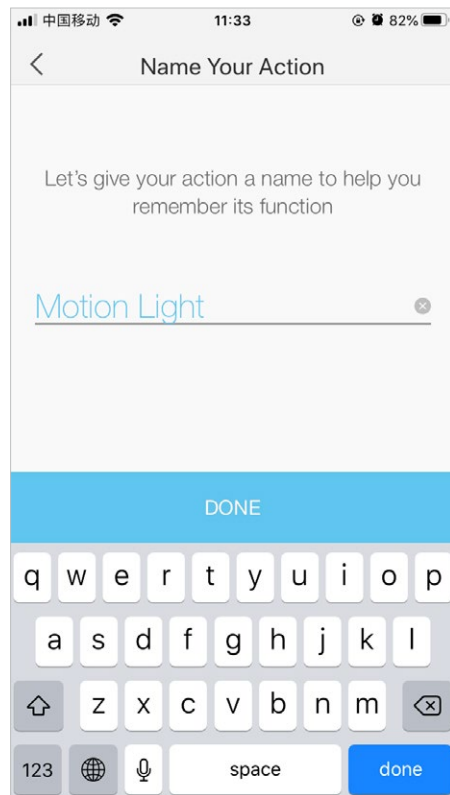 中国移动 11:33 82%
Name Your Action
Let's give your action a name to help you
remember its function
Motion Light
DONE
q w e r t y u i o p
a s d f g h j k l
z x c v b n m
123 space done